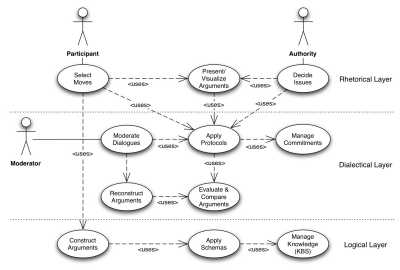 Participant
Authority
Select
Moves
<uses>
Present/
Visualize
Arguments
<uses>
Decide
Issues
Rhetorical Layer
<uses>
<uses>
<uses>
Moderator
<uses>
Moderate
Dialogues
<uses>
Apply
Protocols
<uses>
Manage
Commitments
Dialectical Layer
<uses>
<uses>
Reconstruct
Arguments
<uses>
Evaluate &
Compare
Arguments
Construct
Arguments
<uses>
Apply
Schemas
<uses>
Manage
Knowledge
(KBS)
Logical Layer